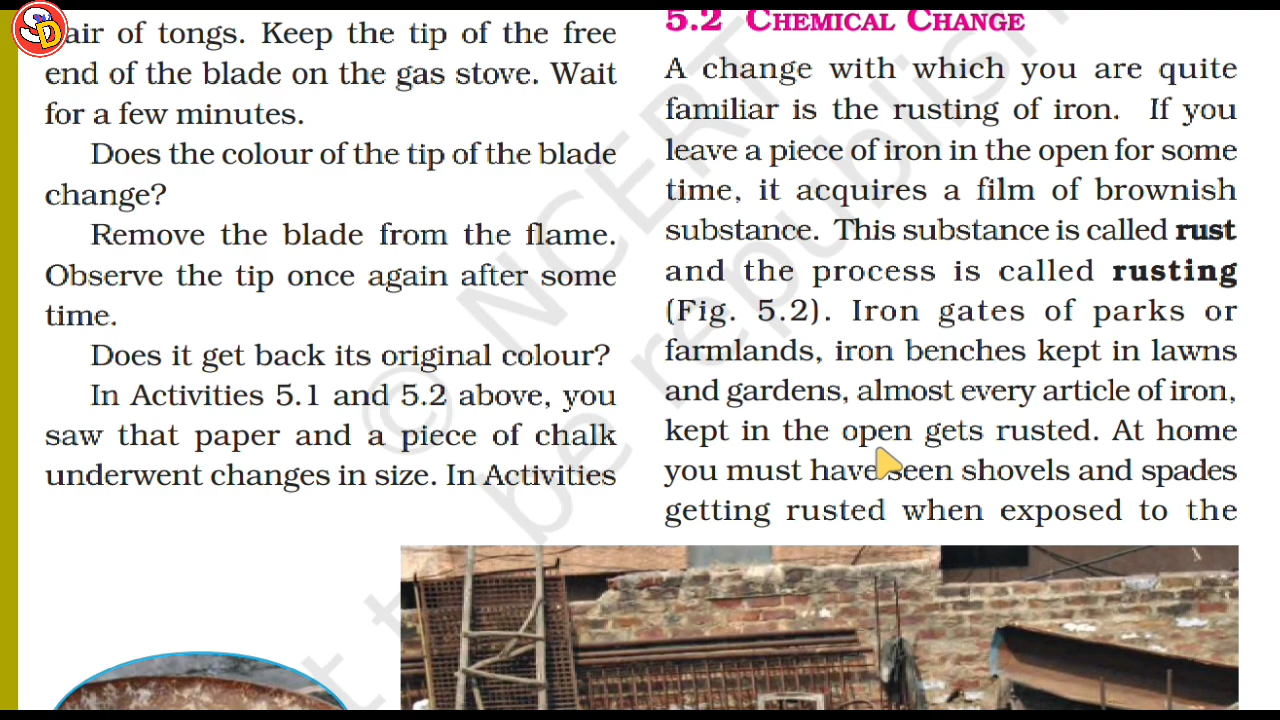 SD
air of tongs. Keep the tip of the free
end of the blade on the gas stove. Wait
for a few minutes.
Does the colour of the tip of the blade
change?
Remove the blade from the flame.
Observe the tip once again after some
time.
Does it get back its original colour?
In Activities 5.1 and 5.2 above, you
saw that paper and a piece of chalk
underwent changes in size. In Activities
5.2 CHEMICAL CHANGE
A change with which you are quite
familiar is the rusting of iron. If you
leave a piece of iron in the open for some
time, it acquires a film of brownish
substance. This substance is called rust
and the process is called rusting
(Fig. 5.2). Iron gates of parks or
farmlands, iron benches kept in lawns
and gardens, almost every article of iron,
kept in the open gets rusted. At home
you must have seen shovels and spades
getting rusted when exposed to the
© NCERT
be republish